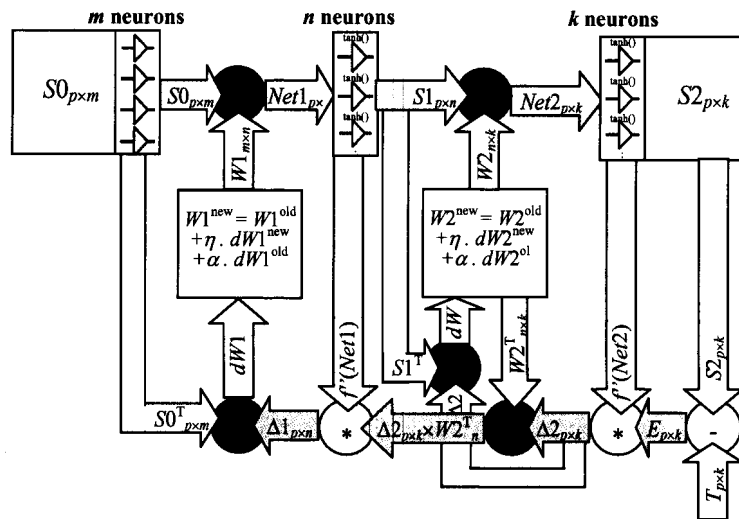 m neurons
n neurons
k neurons
tanh()
tanh()
tanh()
tanh()
tanh()
tanh()
S0p×m
S0p×m
Net1p×
S1p×n
Net2p×k
S2p×k
W1m×n
W2n×k
W1new = W1old
+η . dW1new
+α . dW1old
W2new = W2old
+η . dW2new
+α . dW2ol
dW1
f'(Net1)
dW
W2Tn×k
f'(Net2)
S2p×k
S1T
Δ2
S0Tp×m
Δ1p×n
*
Δ2p×k×W2Tn
Δ2p×k
*
Ep×k
-
Tp×k